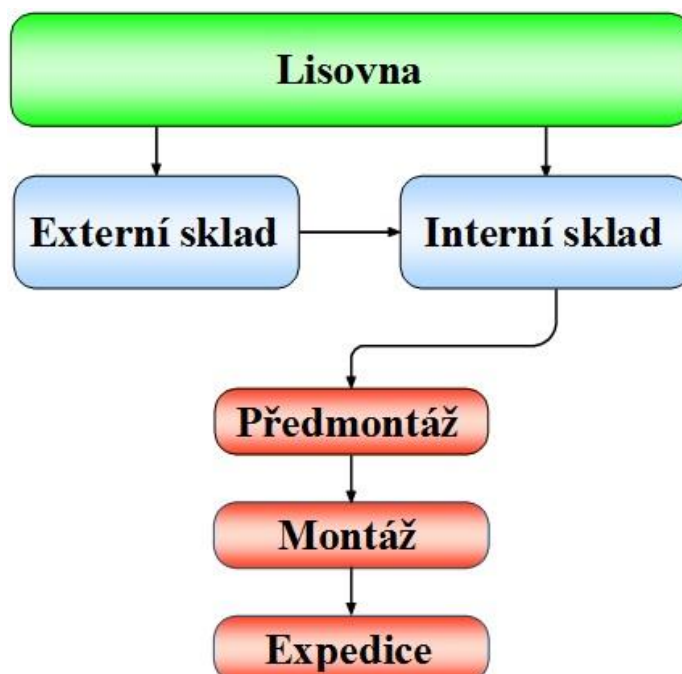 Lisovna
Externí sklad
Interní sklad
Předmontáž
Montáž
Expedice